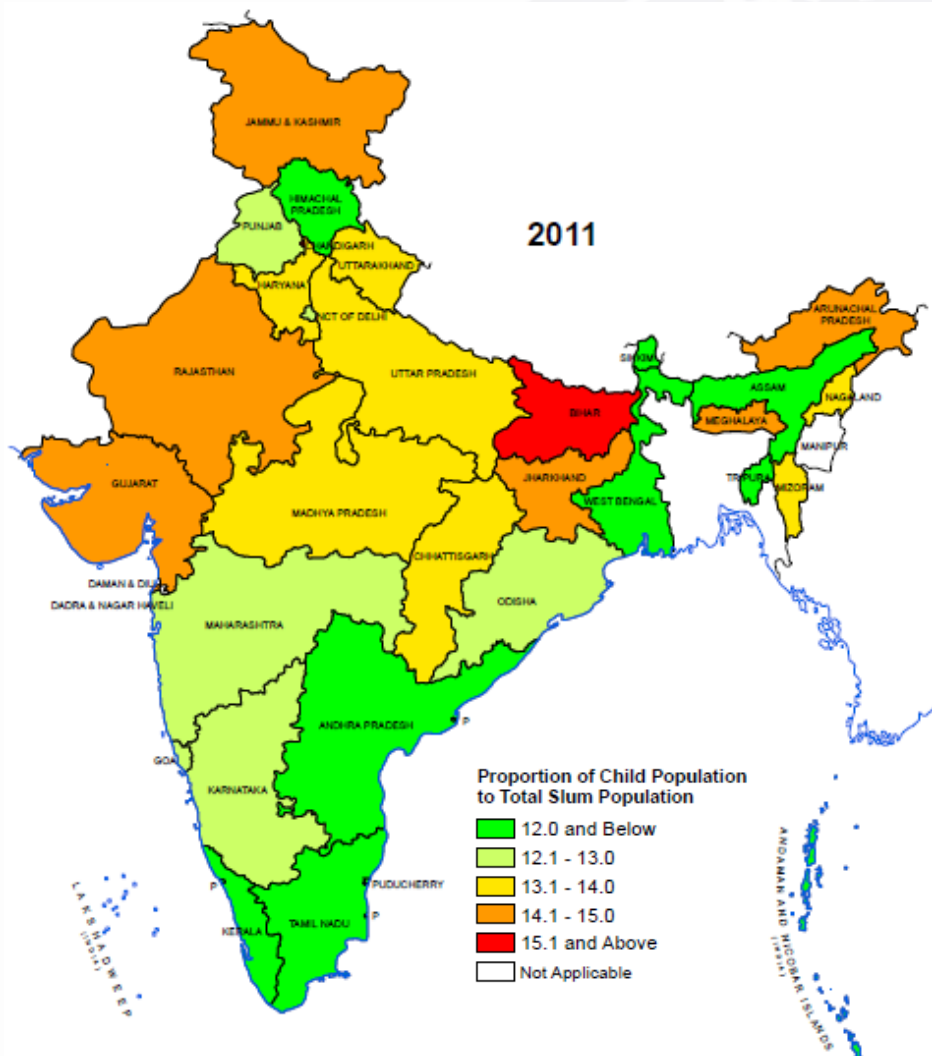 JAMMU & KASHMIR
HIMACHAL
PRADESH
PUNJAB
2011
CHANDIGARH
UTTARAKHAND
HARYANA
NCT OF DELHI
ARUNACHAL
PRADESH
SIKKIM
RAJASTHAN
UTTAR PRADESH
ASSAM
NAGALAND
BIHAR
MEGHALAYA
MANIPUR
GUJARAT
JHARKHAND
TRIPURA
MIZORAM
WEST BENGAL
MADHYA PRADESH
CHHATTISGARH
DAMAN & DIU
DADRA & NAGAR HAVELI
ODISHA
MAHARASHTRA
ANDHRA PRADESH
P
GOA
KARNATAKA
Proportion of Child Population
to Total Slum Population
12.0 and Below
12.1 - 13.0
13.1 - 14.0
14.1 - 15.0
15.1 and Above
Not Applicable
P
PUDUCHERRY
P
KERALA
TAMIL NADU
LAKSHADWEEP
(INDIA)
ANDAMAN AND NICOBAR ISLANDS
(INDIA)